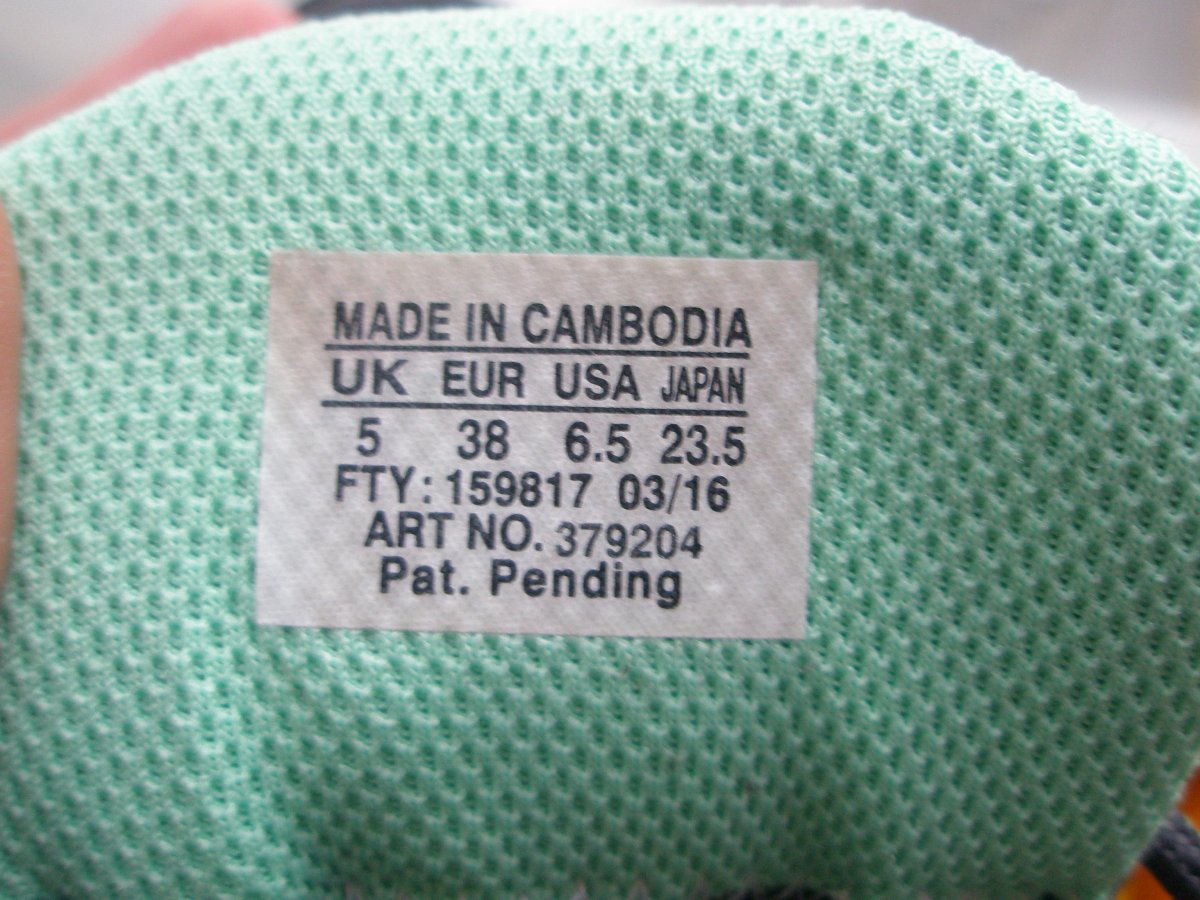 MADE IN CAMBODIA
UK EUR USA JAPAN
5 38 6.5 23.5
FTY: 159817 03/16
ART NO. 379204
Pat. Pending